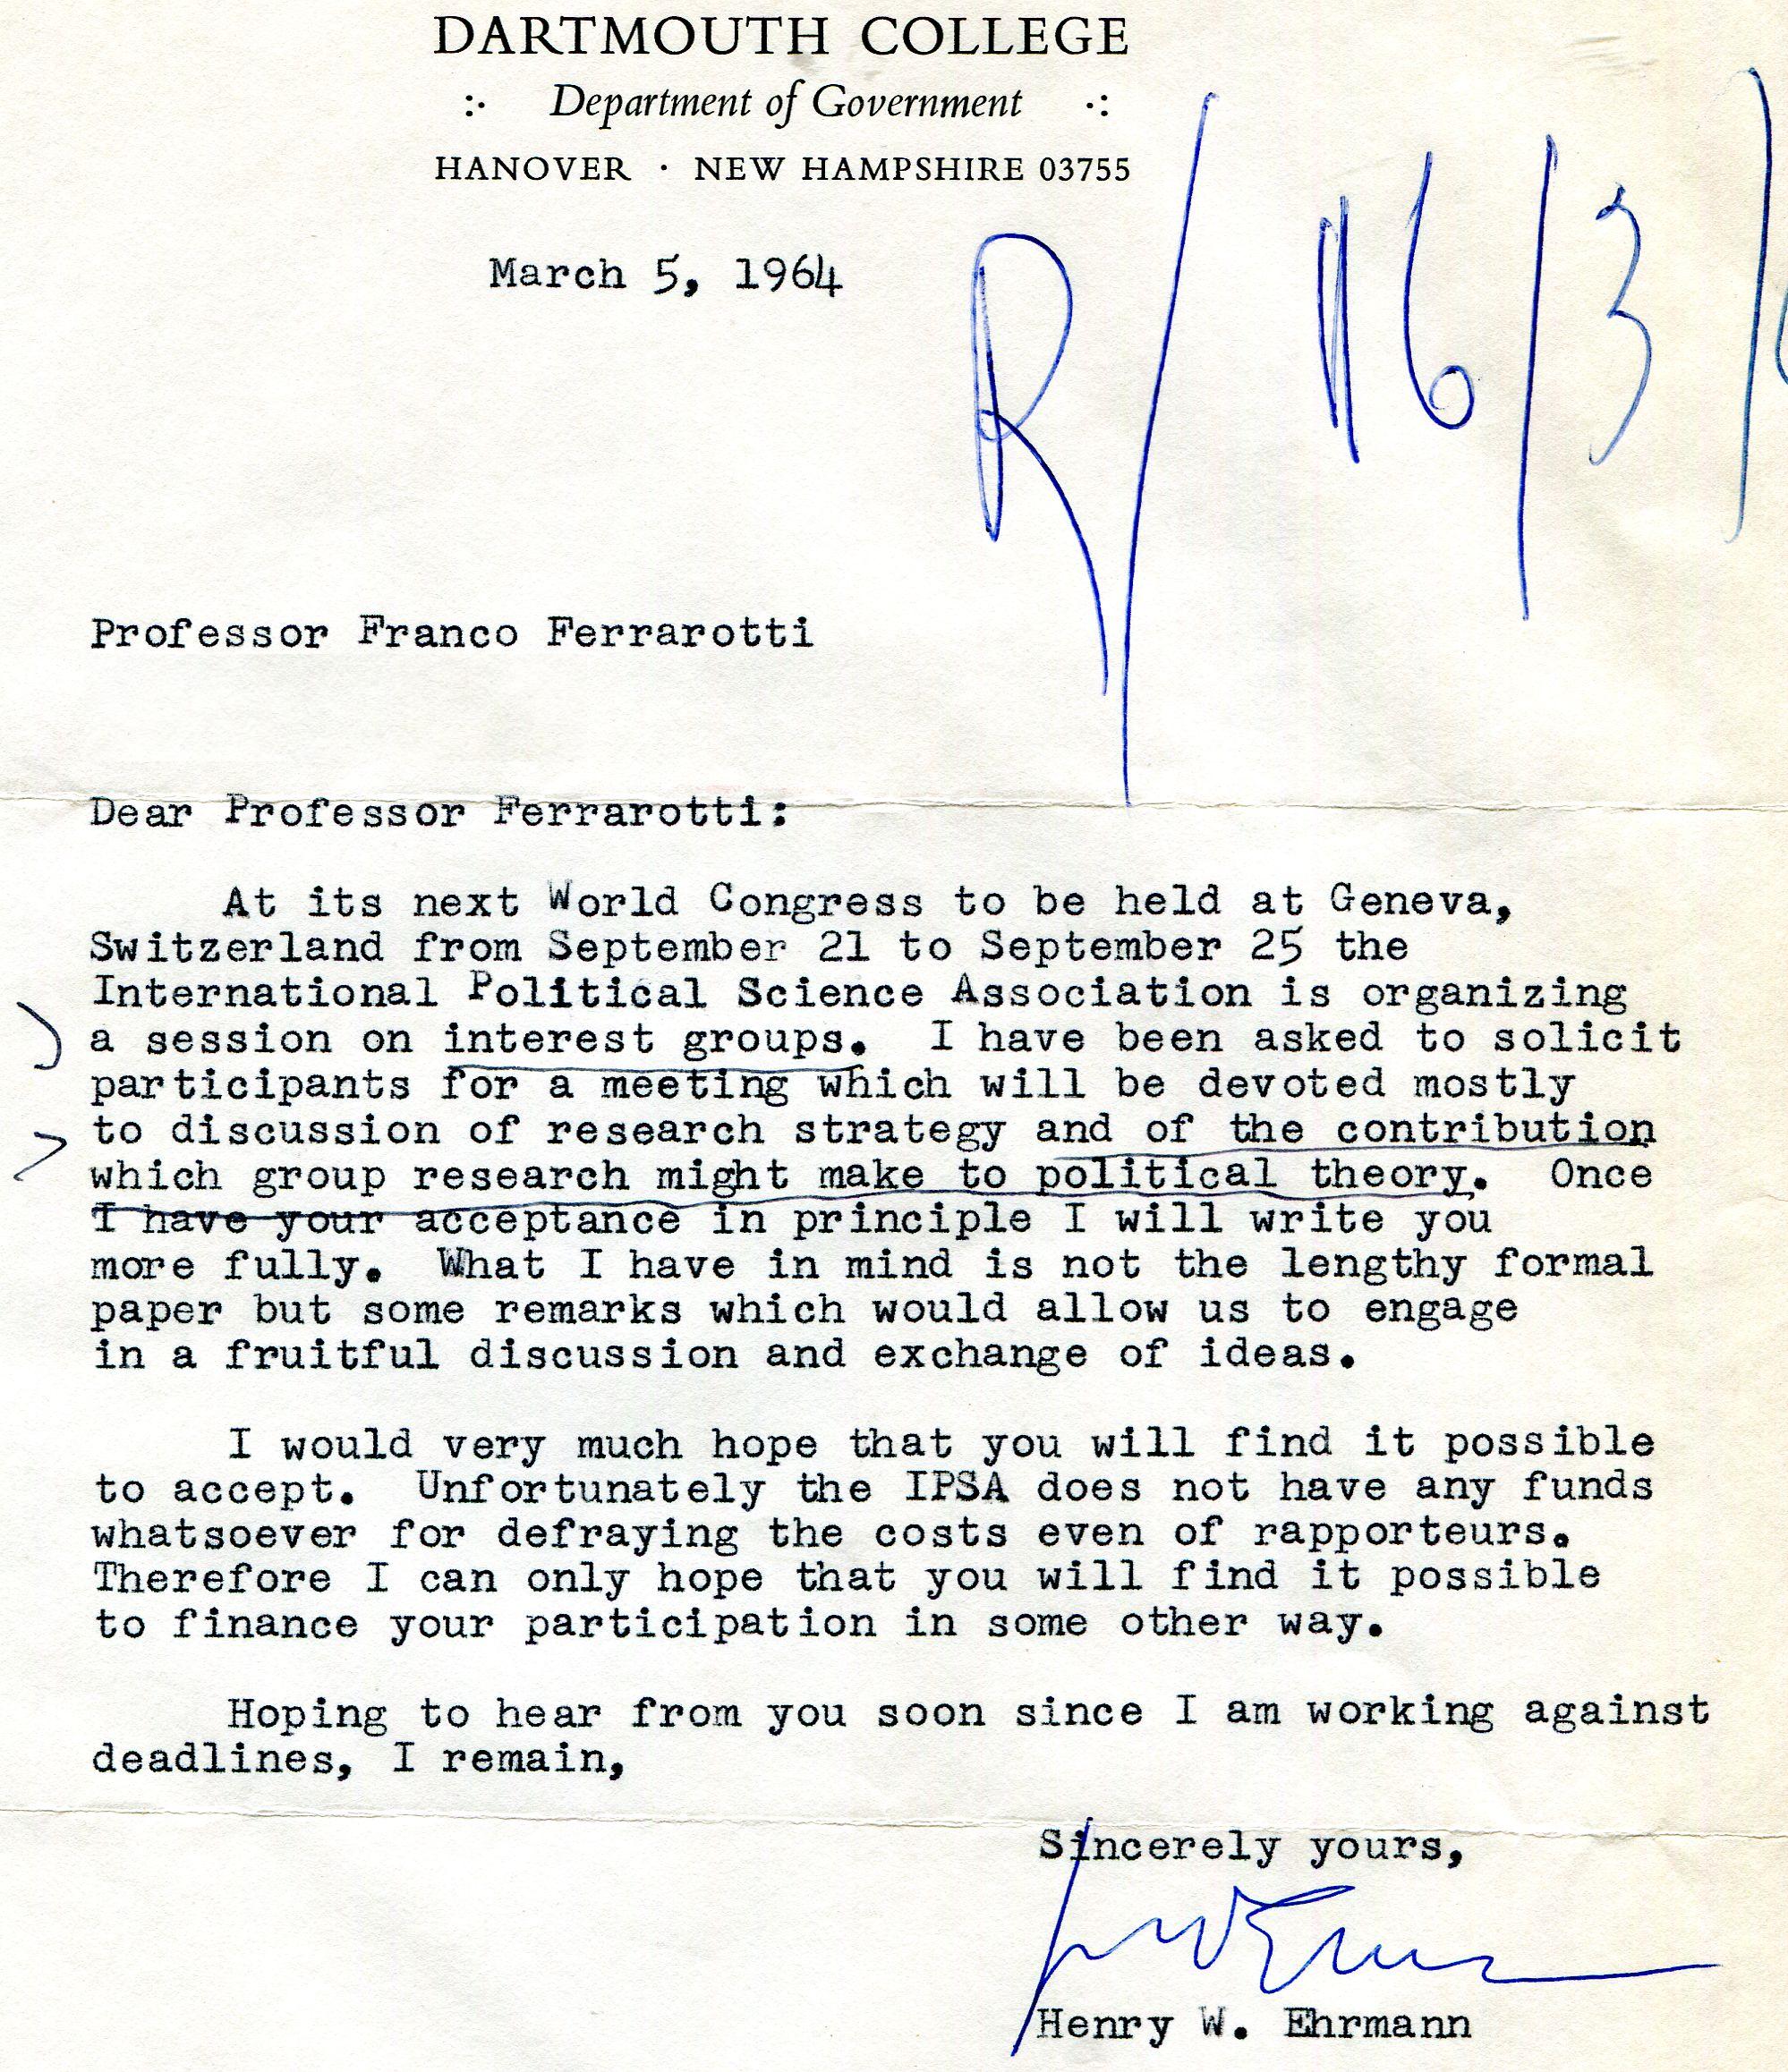 DARTMOUTH COLLEGE
:· Department of Government ·:
HANOVER · NEW HAMPSHIRE 03755
March 5, 1964
R/ 16/3/
Professor Franco Ferrarotti
Dear Professor Ferrarotti:
At its next World Congress to be held at Geneva,
Switzerland from September 21 to September 25 the
International Political Science Association is organizing
a session on interest groups. I have been asked to solicit
participants for a meeting which will be devoted mostly
to discussion of research strategy and of the contribution
which group research might make to political theory. Once
I have your acceptance in principle I will write you
more fully. What I have in mind is not the lengthy formal
paper but some remarks which would allow us to engage
in a fruitful discussion and exchange of ideas.
I would very much hope that you will find it possible
to accept. Unfortunately the IPSA does not have any funds
whatsoever for defraying the costs even of rapporteurs.
Therefore I can only hope that you will find it possible
to finance your participation in some other way.
Hoping to hear from you soon since I am working against
deadlines, I remain,
Sincerely yours,
Henry W. Ehrmann